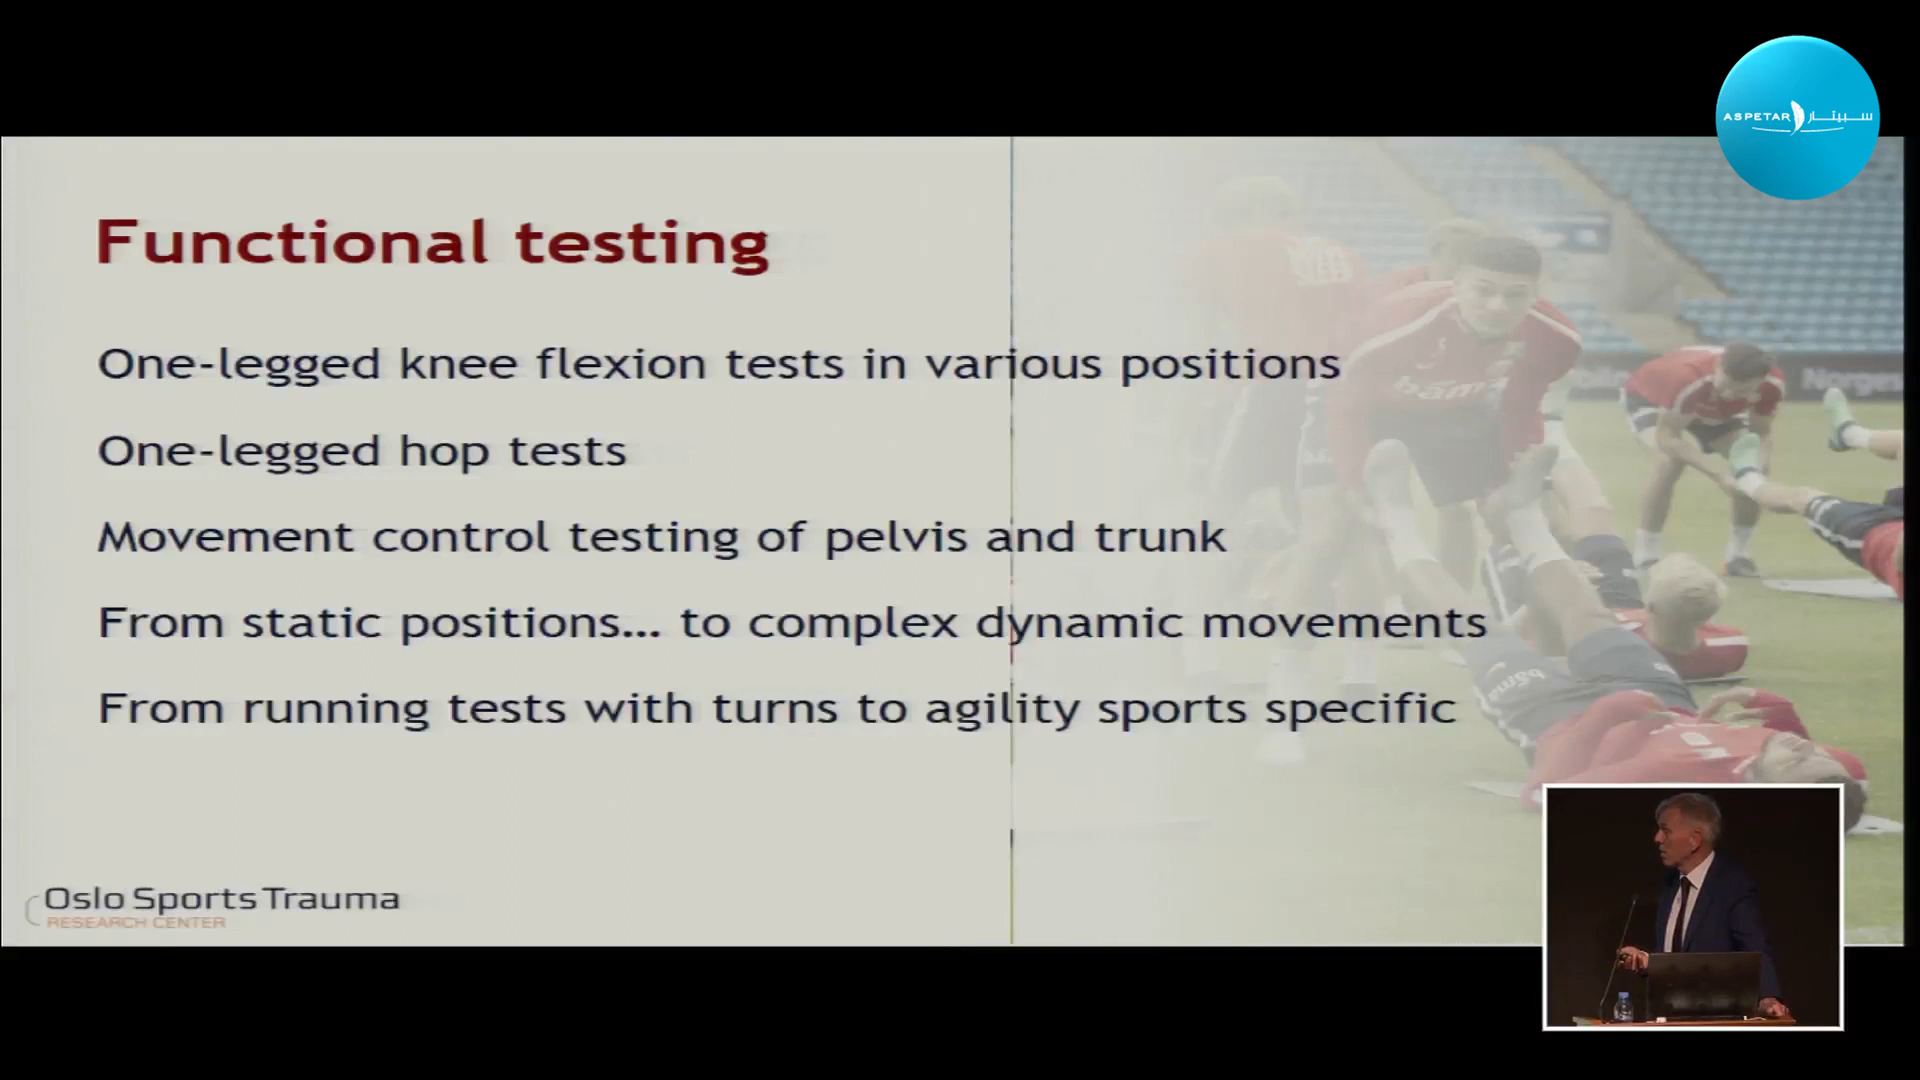 ASPETAR سبيتار
Functional testing
One-legged knee flexion tests in various positions
One-legged hop tests
Movement control testing of pelvis and trunk
From static positions... to complex dynamic movements
From running tests with turns to agility sports specific
Oslo Sports Trauma
RESEARCH CENTER